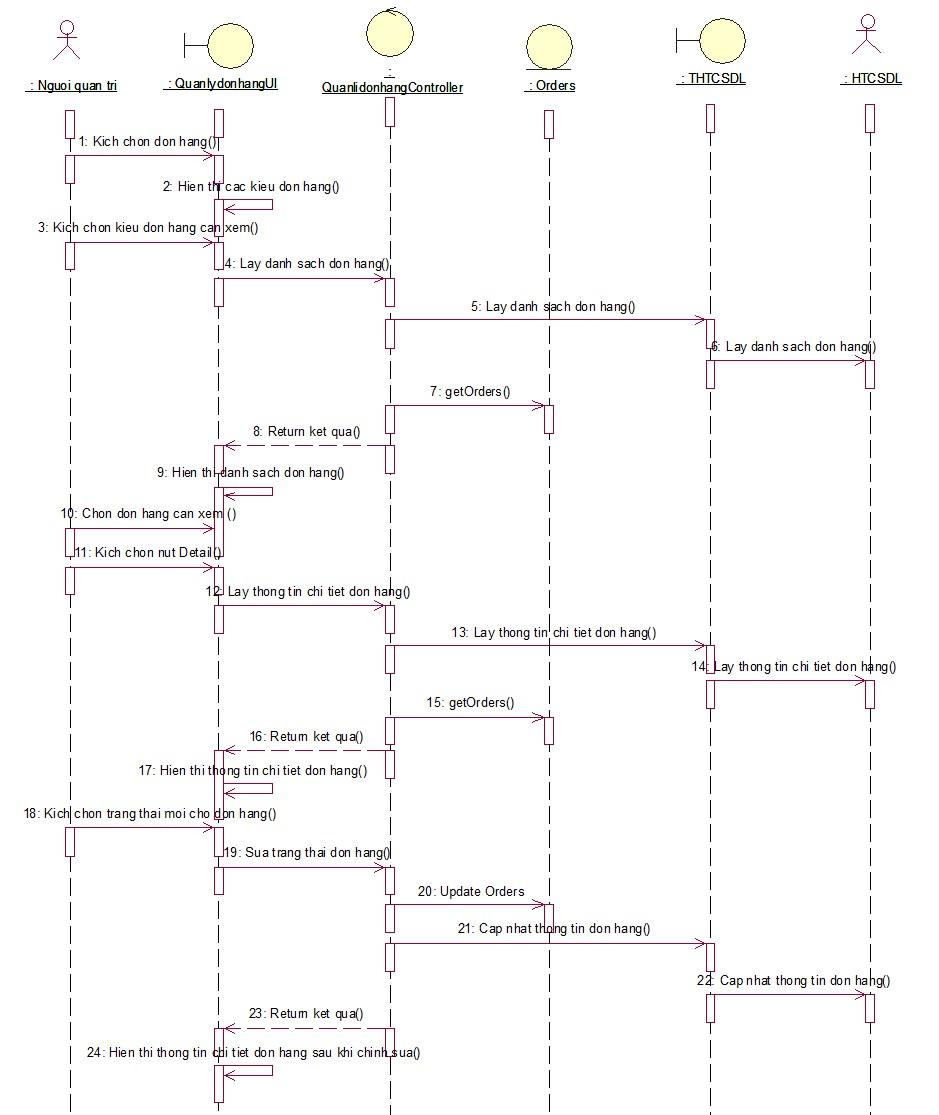 : Nguoi quan tri
: QuanlydonhangUI
:
QuanlidonhangController
: Orders
: THTCSDL
: HTCSDL
1: Kich chon don hang()
2: Hien thi cac kieu don hang()
3: Kich chon kieu don hang can xem()
4: Lay danh sach don hang()
5: Lay danh sach don hang()
6: Lay danh sach don hang()
7: getOrders()
8: Return ket qua()
9: Hien thi danh sach don hang()
10: Chon don hang can xem ()
11: Kich chon nut Detail()
12: Lay thong tin chi tiet don hang()
13: Lay thong tin chi tiet don hang()
14: Lay thong tin chi tiet don hang()
15: getOrders()
16: Return ket qua()
17: Hien thi thong tin chi tiet don hang()
18: Kich chon trang thai moi cho don hang()
19: Sua trang thai don hang()
20: Update Orders
21: Cap nhat thong tin don hang()
22: Cap nhat thong tin don hang()
23: Return ket qua()
24: Hien thi thong tin chi tiet don hang sau khi chinh sua()